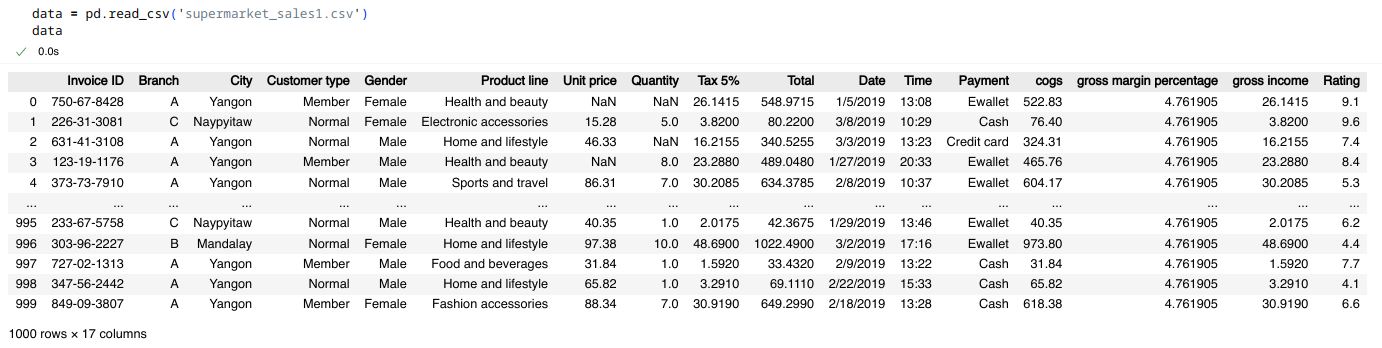 data = pd.read_csv('supermarket_sales1.csv')
data
✓ 0.0s
Invoice ID Branch City Customer type Gender Product line Unit price Quantity Tax 5% Total Date Time Payment cogs gross margin percentage gross income Rating
0 750-67-8428 A Yangon Member Female Health and beauty NaN NaN 26.1415 548.9715 1/5/2019 13:08 Ewallet 522.83 4.761905 26.1415 9.1
1 226-31-3081 C Naypyitaw Normal Female Electronic accessories 15.28 5.0 3.8200 80.2200 3/8/2019 10:29 Cash 76.40 4.761905 3.8200 9.6
2 631-41-3108 A Yangon Normal Male Home and lifestyle 46.33 NaN 16.2155 340.5255 3/3/2019 13:23 Credit card 324.31 4.761905 16.2155 7.4
3 123-19-1176 A Yangon Member Male Health and beauty NaN 8.0 23.2880 489.0480 1/27/2019 20:33 Ewallet 465.76 4.761905 23.2880 8.4
4 373-73-7910 A Yangon Normal Male Sports and travel 86.31 7.0 30.2085 634.3785 2/8/2019 10:37 Ewallet 604.17 4.761905 30.2085 5.3
... ... ... ... ... ... ... ... ... ... ... ... ... ... ... ... ... ...
995 233-67-5758 C Naypyitaw Normal Male Health and beauty 40.35 1.0 2.0175 42.3675 1/29/2019 13:46 Ewallet 40.35 4.761905 2.0175 6.2
996 303-96-2227 B Mandalay Normal Female Home and lifestyle 97.38 10.0 48.6900 1022.4900 3/2/2019 17:16 Ewallet 973.80 4.761905 48.6900 4.4
997 727-02-1313 A Yangon Member Male Food and beverages 31.84 1.0 1.5920 33.4320 2/9/2019 13:22 Cash 31.84 4.761905 1.5920 7.7
998 347-56-2442 A Yangon Normal Male Home and lifestyle 65.82 1.0 3.2910 69.1110 2/22/2019 15:33 Cash 65.82 4.761905 3.2910 4.1
999 849-09-3807 A Yangon Member Female Fashion accessories 88.34 7.0 30.9190 649.2990 2/18/2019 13:28 Cash 618.38 4.761905 30.9190 6.6
1000 rows × 17 columns